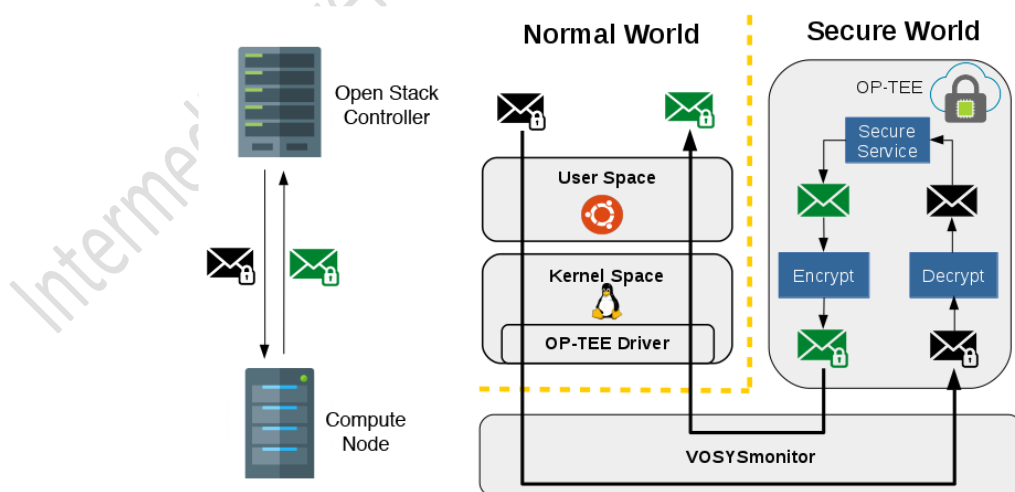 Normal World
Secure World
Open Stack
Controller
OP-TEE
Secure
Service
User Space
Kernel Space
Encrypt
Decrypt
OP-TEE Driver
Compute
Node
VOSYSmonitor